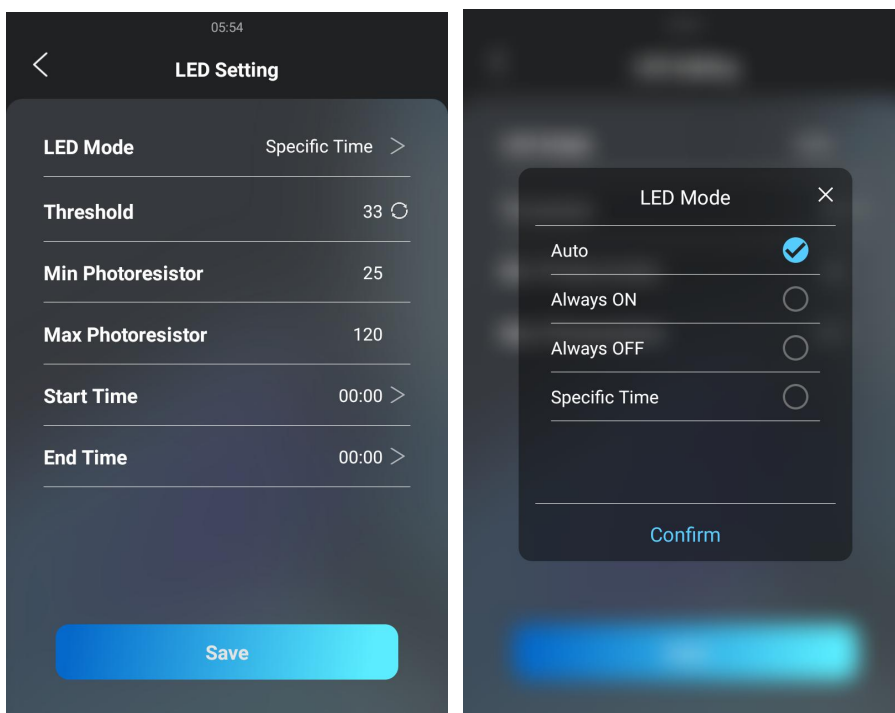 05:54
LED Setting
LED Mode Specific Time
Threshold 33
Min Photoresistor 25
Max Photoresistor 120
Start Time 00:00
End Time 00:00
Save
LED Mode
Auto
Always ON
Always OFF
Specific Time
Confirm